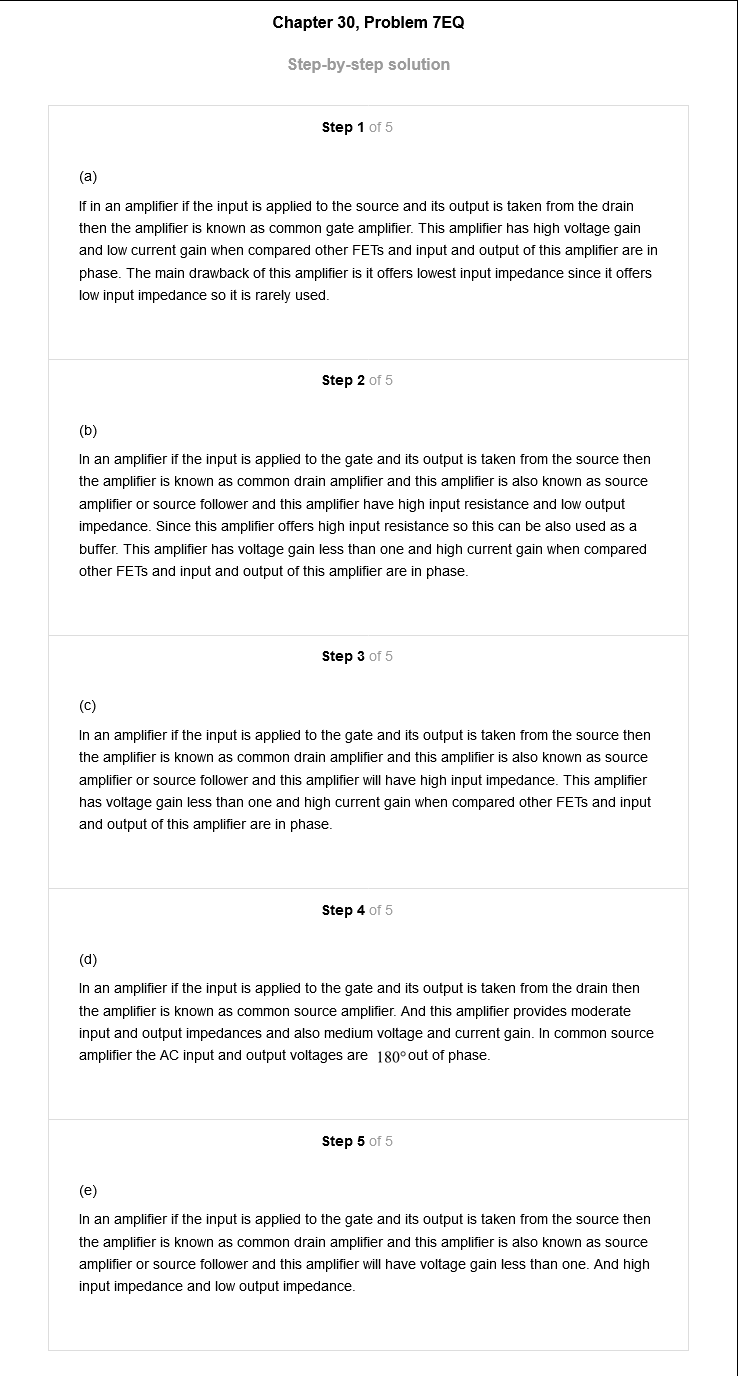 Chapter 30, Problem 7EQ
Step-by-step solution
Step 1 of 5
(a)
If in an amplifier if the input is applied to the source and its output is taken from the drain
then the amplifier is known as common gate amplifier. This amplifier has high voltage gain
and low current gain when compared other FETs and input and output of this amplifier are in
phase. The main drawback of this amplifier is it offers lowest input impedance since it offers
low input impedance so it is rarely used.
Step 2 of 5
(b)
In an amplifier if the input is applied to the gate and its output is taken from the source then
the amplifier is known as common drain amplifier and this amplifier is also known as source
amplifier or source follower and this amplifier have high input resistance and low output
impedance. Since this amplifier offers high input resistance so this can be also used as a
buffer. This amplifier has voltage gain less than one and high current gain when compared
other FETs and input and output of this amplifier are in phase.
Step 3 of 5
(c)
In an amplifier if the input is applied to the gate and its output is taken from the source then
the amplifier is known as common drain amplifier and this amplifier is also known as source
amplifier or source follower and this amplifier will have high input impedance. This amplifier
has voltage gain less than one and high current gain when compared other FETs and input
and output of this amplifier are in phase.
Step 4 of 5
(d)
In an amplifier if the input is applied to the gate and its output is taken from the drain then
the amplifier is known as common source amplifier. And this amplifier provides moderate
input and output impedances and also medium voltage and current gain. In common source
amplifier the AC input and output voltages are 180° out of phase.
Step 5 of 5
(e)
In an amplifier if the input is applied to the gate and its output is taken from the source then
the amplifier is known as common drain amplifier and this amplifier is also known as source
amplifier or source follower and this amplifier will have voltage gain less than one. And high
input impedance and low output impedance.